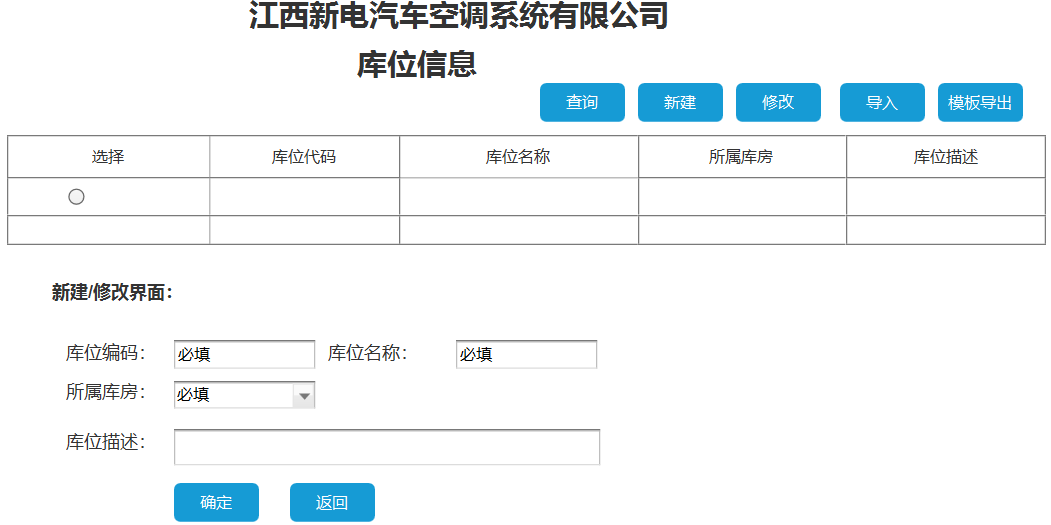 江西新电汽车空调系统有限公司
库位信息
查询 新建 修改 导入 模板导出
选择 库位代码 库位名称 所属库房 库位描述
新建/修改界面：
库位编码： 必填 库位名称： 必填
所属库房： 必填
库位描述：
确定 返回